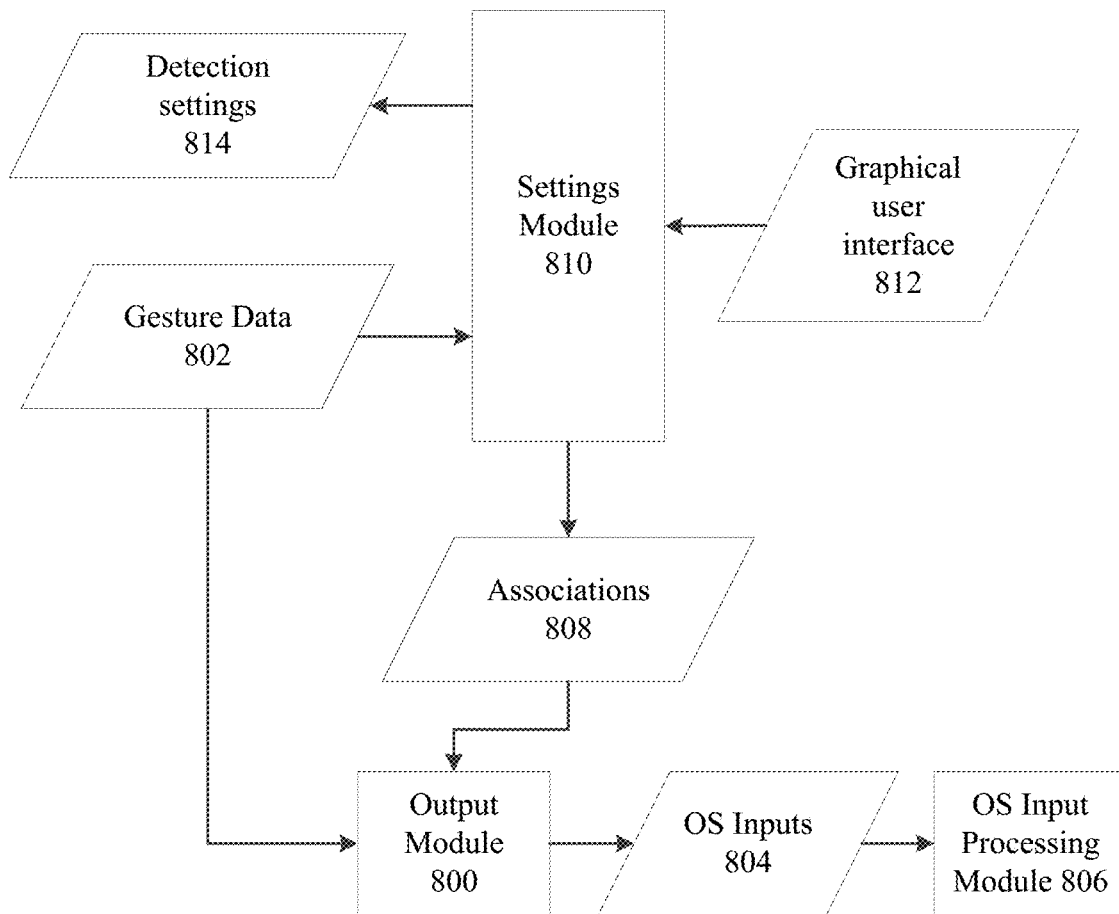 Detection
settings
814
Settings
Module
810
Graphical
user
interface
812
Gesture Data
802
Associations
808
Output
Module
800
OS Inputs
804
OS Input
Processing
Module 806